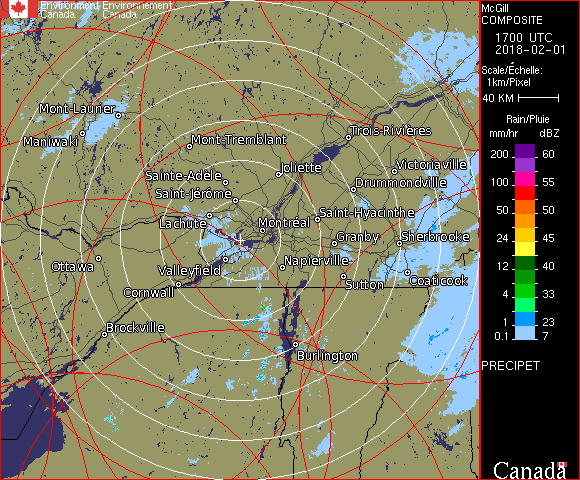 Environment Environnement
Canada Canada
McGill
COMPOSITE
1700 UTC
2018-02-01
Scale/Échelle:
1km/Pixel
40 KM
Rain/Pluie
mm/hr dBZ
200 60
100 55
50 50
24 45
12 40
4 33
1 23
0.1 7
PRECIPET
Canada
Mont-Laurier
Maniwaki
Mont-Tremblant
Trois-Rivières
Sainte-Adèle
Joliette
Victoriaville
Saint-Jérôme
Drummondville
Lachute
Saint-Hyacinthe
Montréal
Granby
Sherbrooke
Ottawa
Valleyfield
Napierville
Cornwall
Sutton
Coaticook
Brockville
Burlington